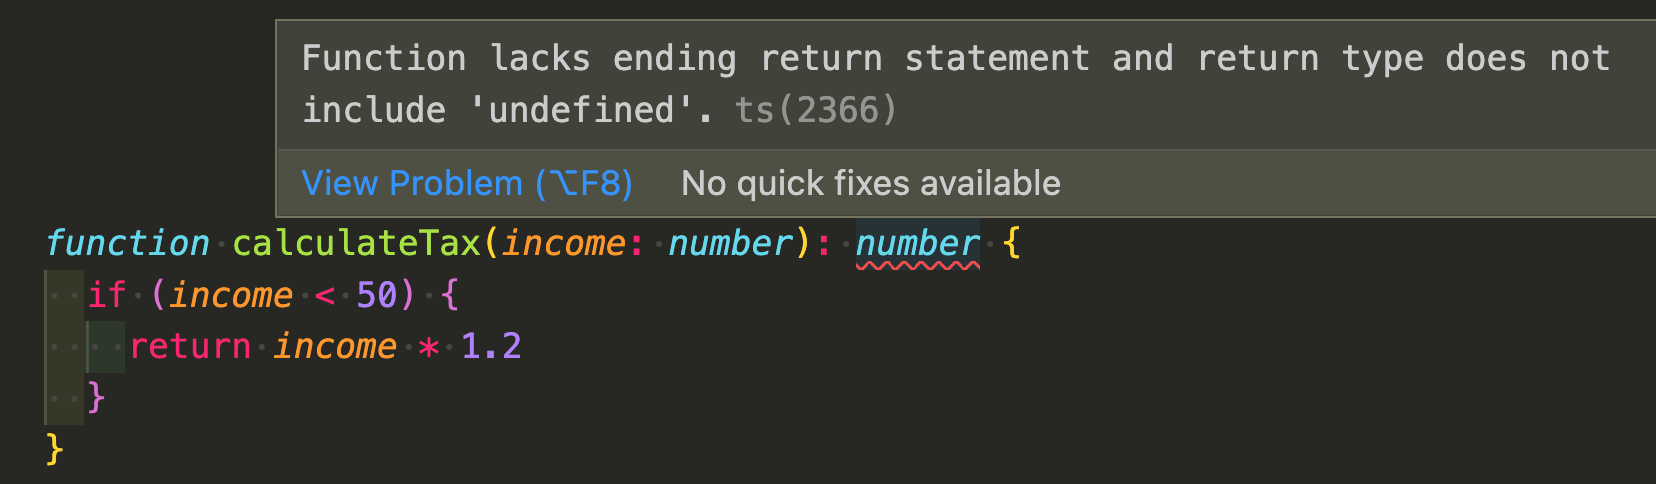 Function lacks ending return statement and return type does not
include 'undefined'. ts(2366)
View Problem (⌥F8) No quick fixes available
function calculateTax(income: number): number {
  if (income < 50) {
    return income * 1.2
  }
}